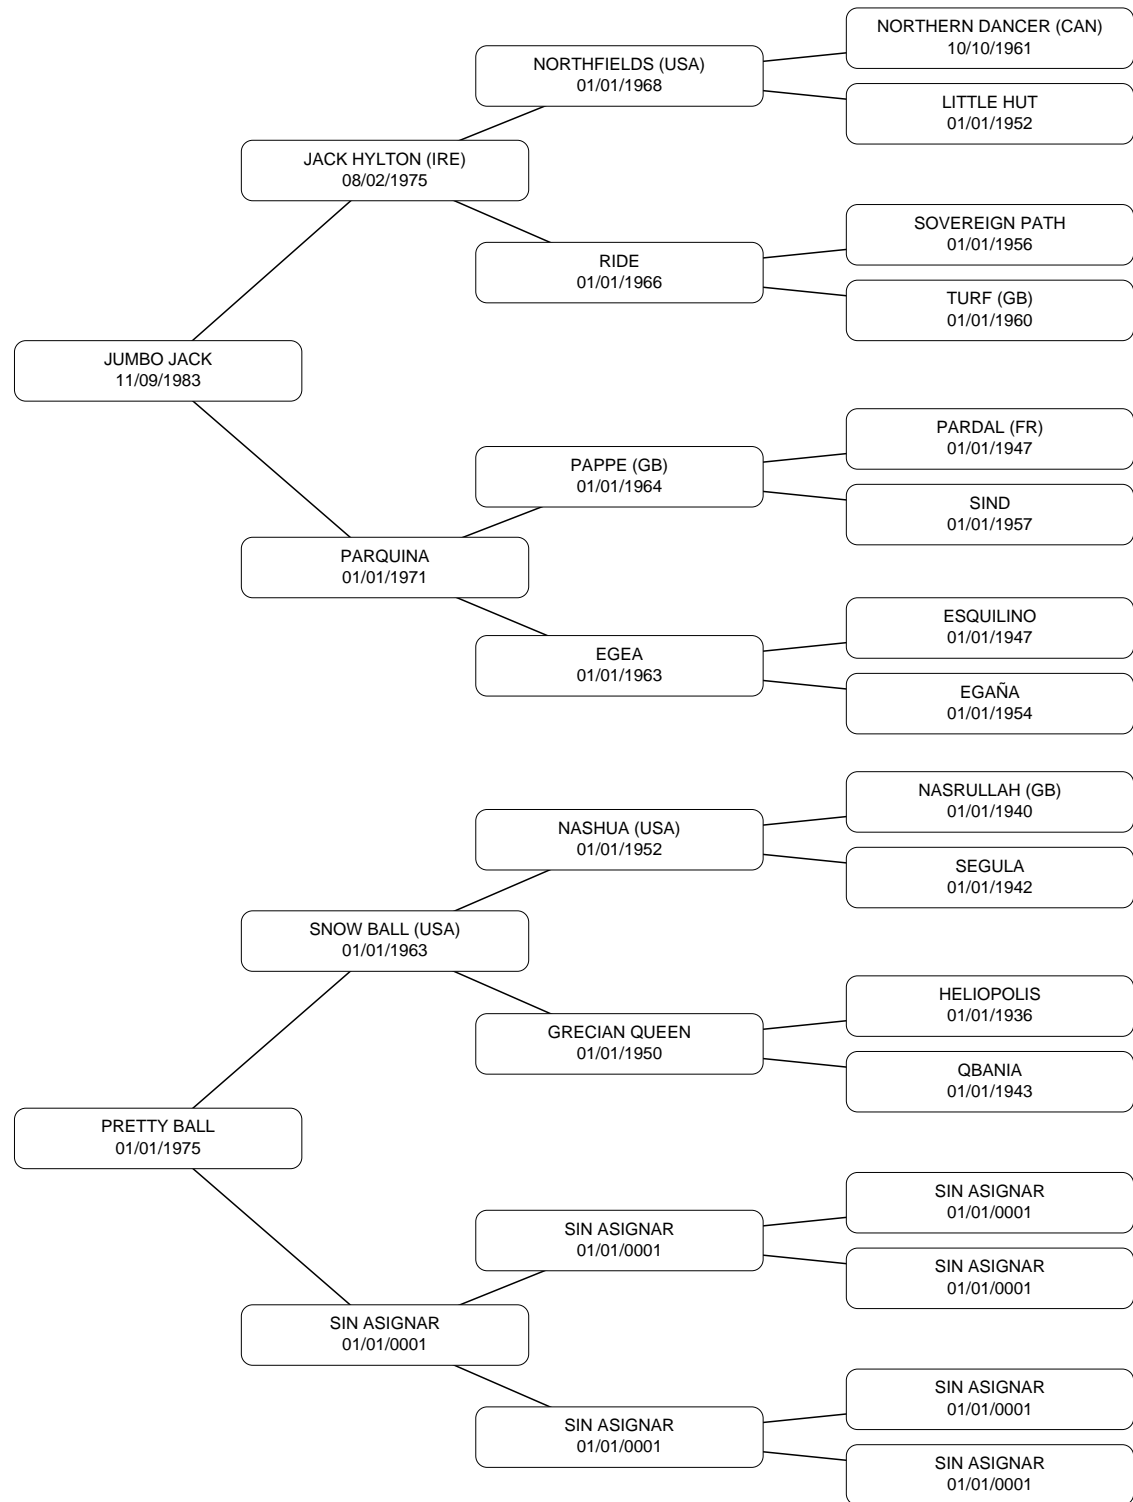 NORTHERN DANCER (CAN)
10/10/1961
NORTHFIELDS (USA)
01/01/1968
LITTLE HUT
01/01/1952
JACK HYLTON (IRE)
08/02/1975
SOVEREIGN PATH
01/01/1956
RIDE
01/01/1966
TURF (GB)
01/01/1960
JUMBO JACK
11/09/1983
PARDAL (FR)
01/01/1947
PAPPE (GB)
01/01/1964
SIND
01/01/1957
PARQUINA
01/01/1971
ESQUILINO
01/01/1947
EGEA
01/01/1963
EGAÑA
01/01/1954
NASRULLAH (GB)
01/01/1940
NASHUA (USA)
01/01/1952
SEGULA
01/01/1942
SNOW BALL (USA)
01/01/1963
HELIOPOLIS
01/01/1936
GRECIAN QUEEN
01/01/1950
QBANIA
01/01/1943
PRETTY BALL
01/01/1975
SIN ASIGNAR
01/01/0001
SIN ASIGNAR
01/01/0001
SIN ASIGNAR
01/01/0001
SIN ASIGNAR
01/01/0001
SIN ASIGNAR
01/01/0001
SIN ASIGNAR
01/01/0001
SIN ASIGNAR
01/01/0001